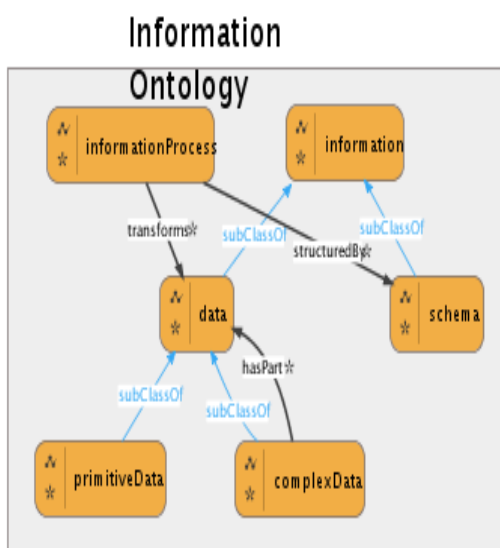 Information
Ontology
informationProcess
information
transforms*
subClassOf
structuredBy*
subClassOf
data
schema
hasPart*
subClassOf
subClassOf
primitiveData
complexData